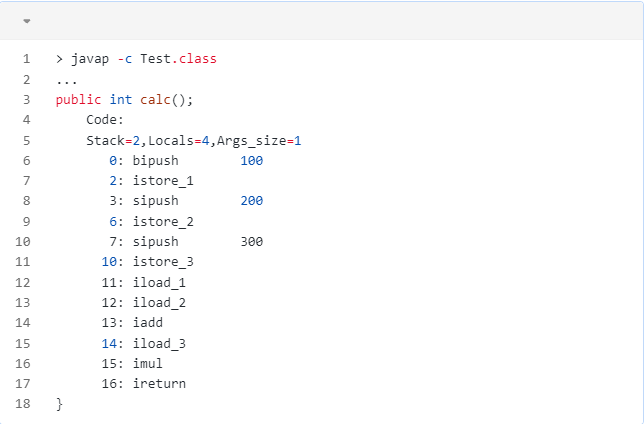 1 > javap -c Test.class
2 ...
3 public int calc();
4 Code:
5 Stack=2,Locals=4,Args_size=1
6 0: bipush 100
7 2: istore_1
8 3: sipush 200
9 6: istore_2
10 7: sipush 300
11 10: istore_3
12 11: iload_1
13 12: iload_2
14 13: iadd
15 14: iload_3
16 15: imul
17 16: ireturn
18 }